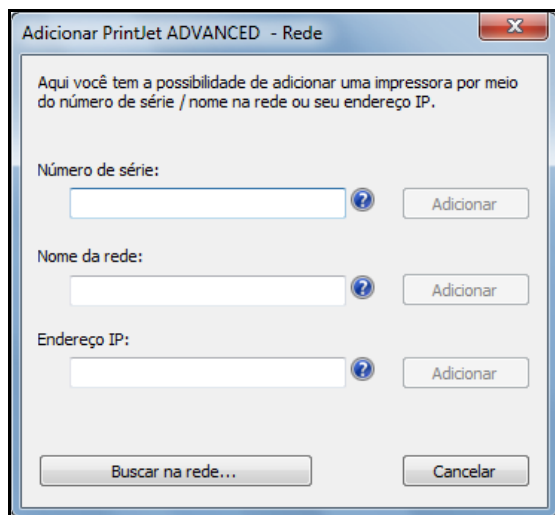 Adicionar PrintJet ADVANCED - Rede
Aqui você tem a possibilidade de adicionar uma impressora por meio
do número de série / nome na rede ou seu endereço IP.
Número de série:
Adicionar
Nome da rede:
Adicionar
Endereço IP:
Adicionar
Buscar na rede...
Cancelar